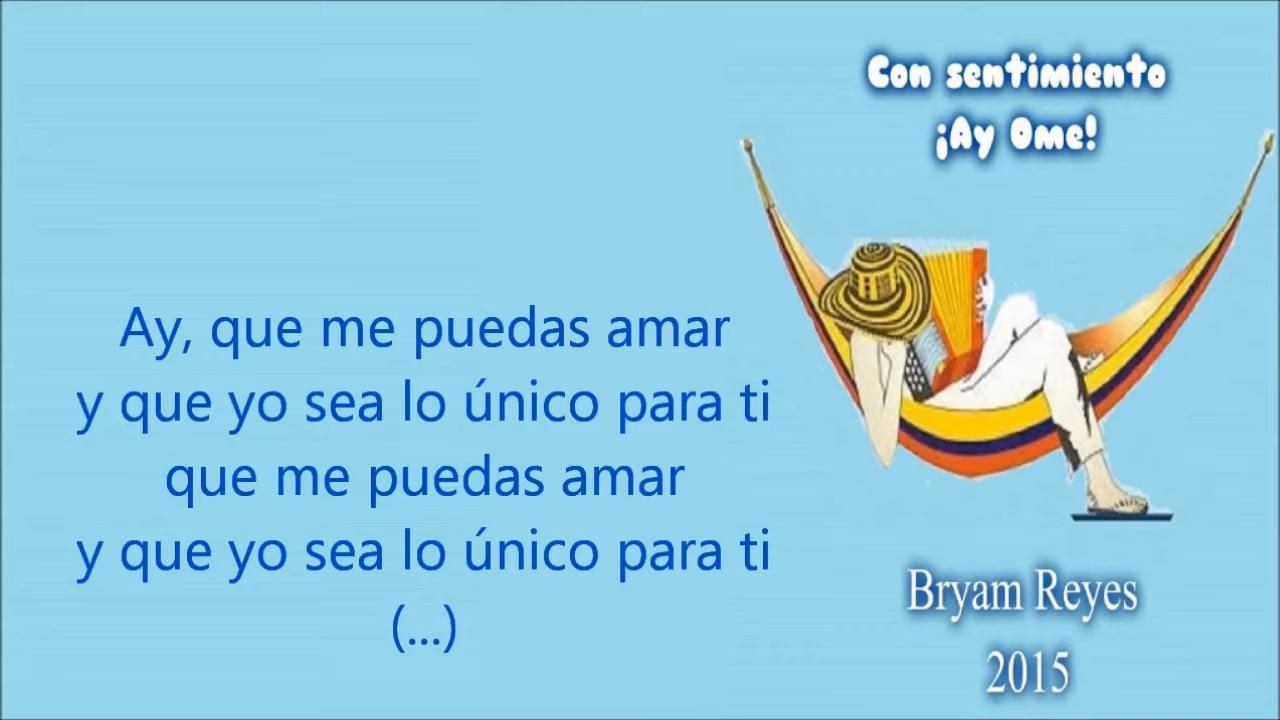 Con sentimiento
¡Ay Ome!
Ay, que me puedas amar
y que yo sea lo único para ti
que me puedas amar
y que yo sea lo único para ti
(...)
Bryam Reyes
2015